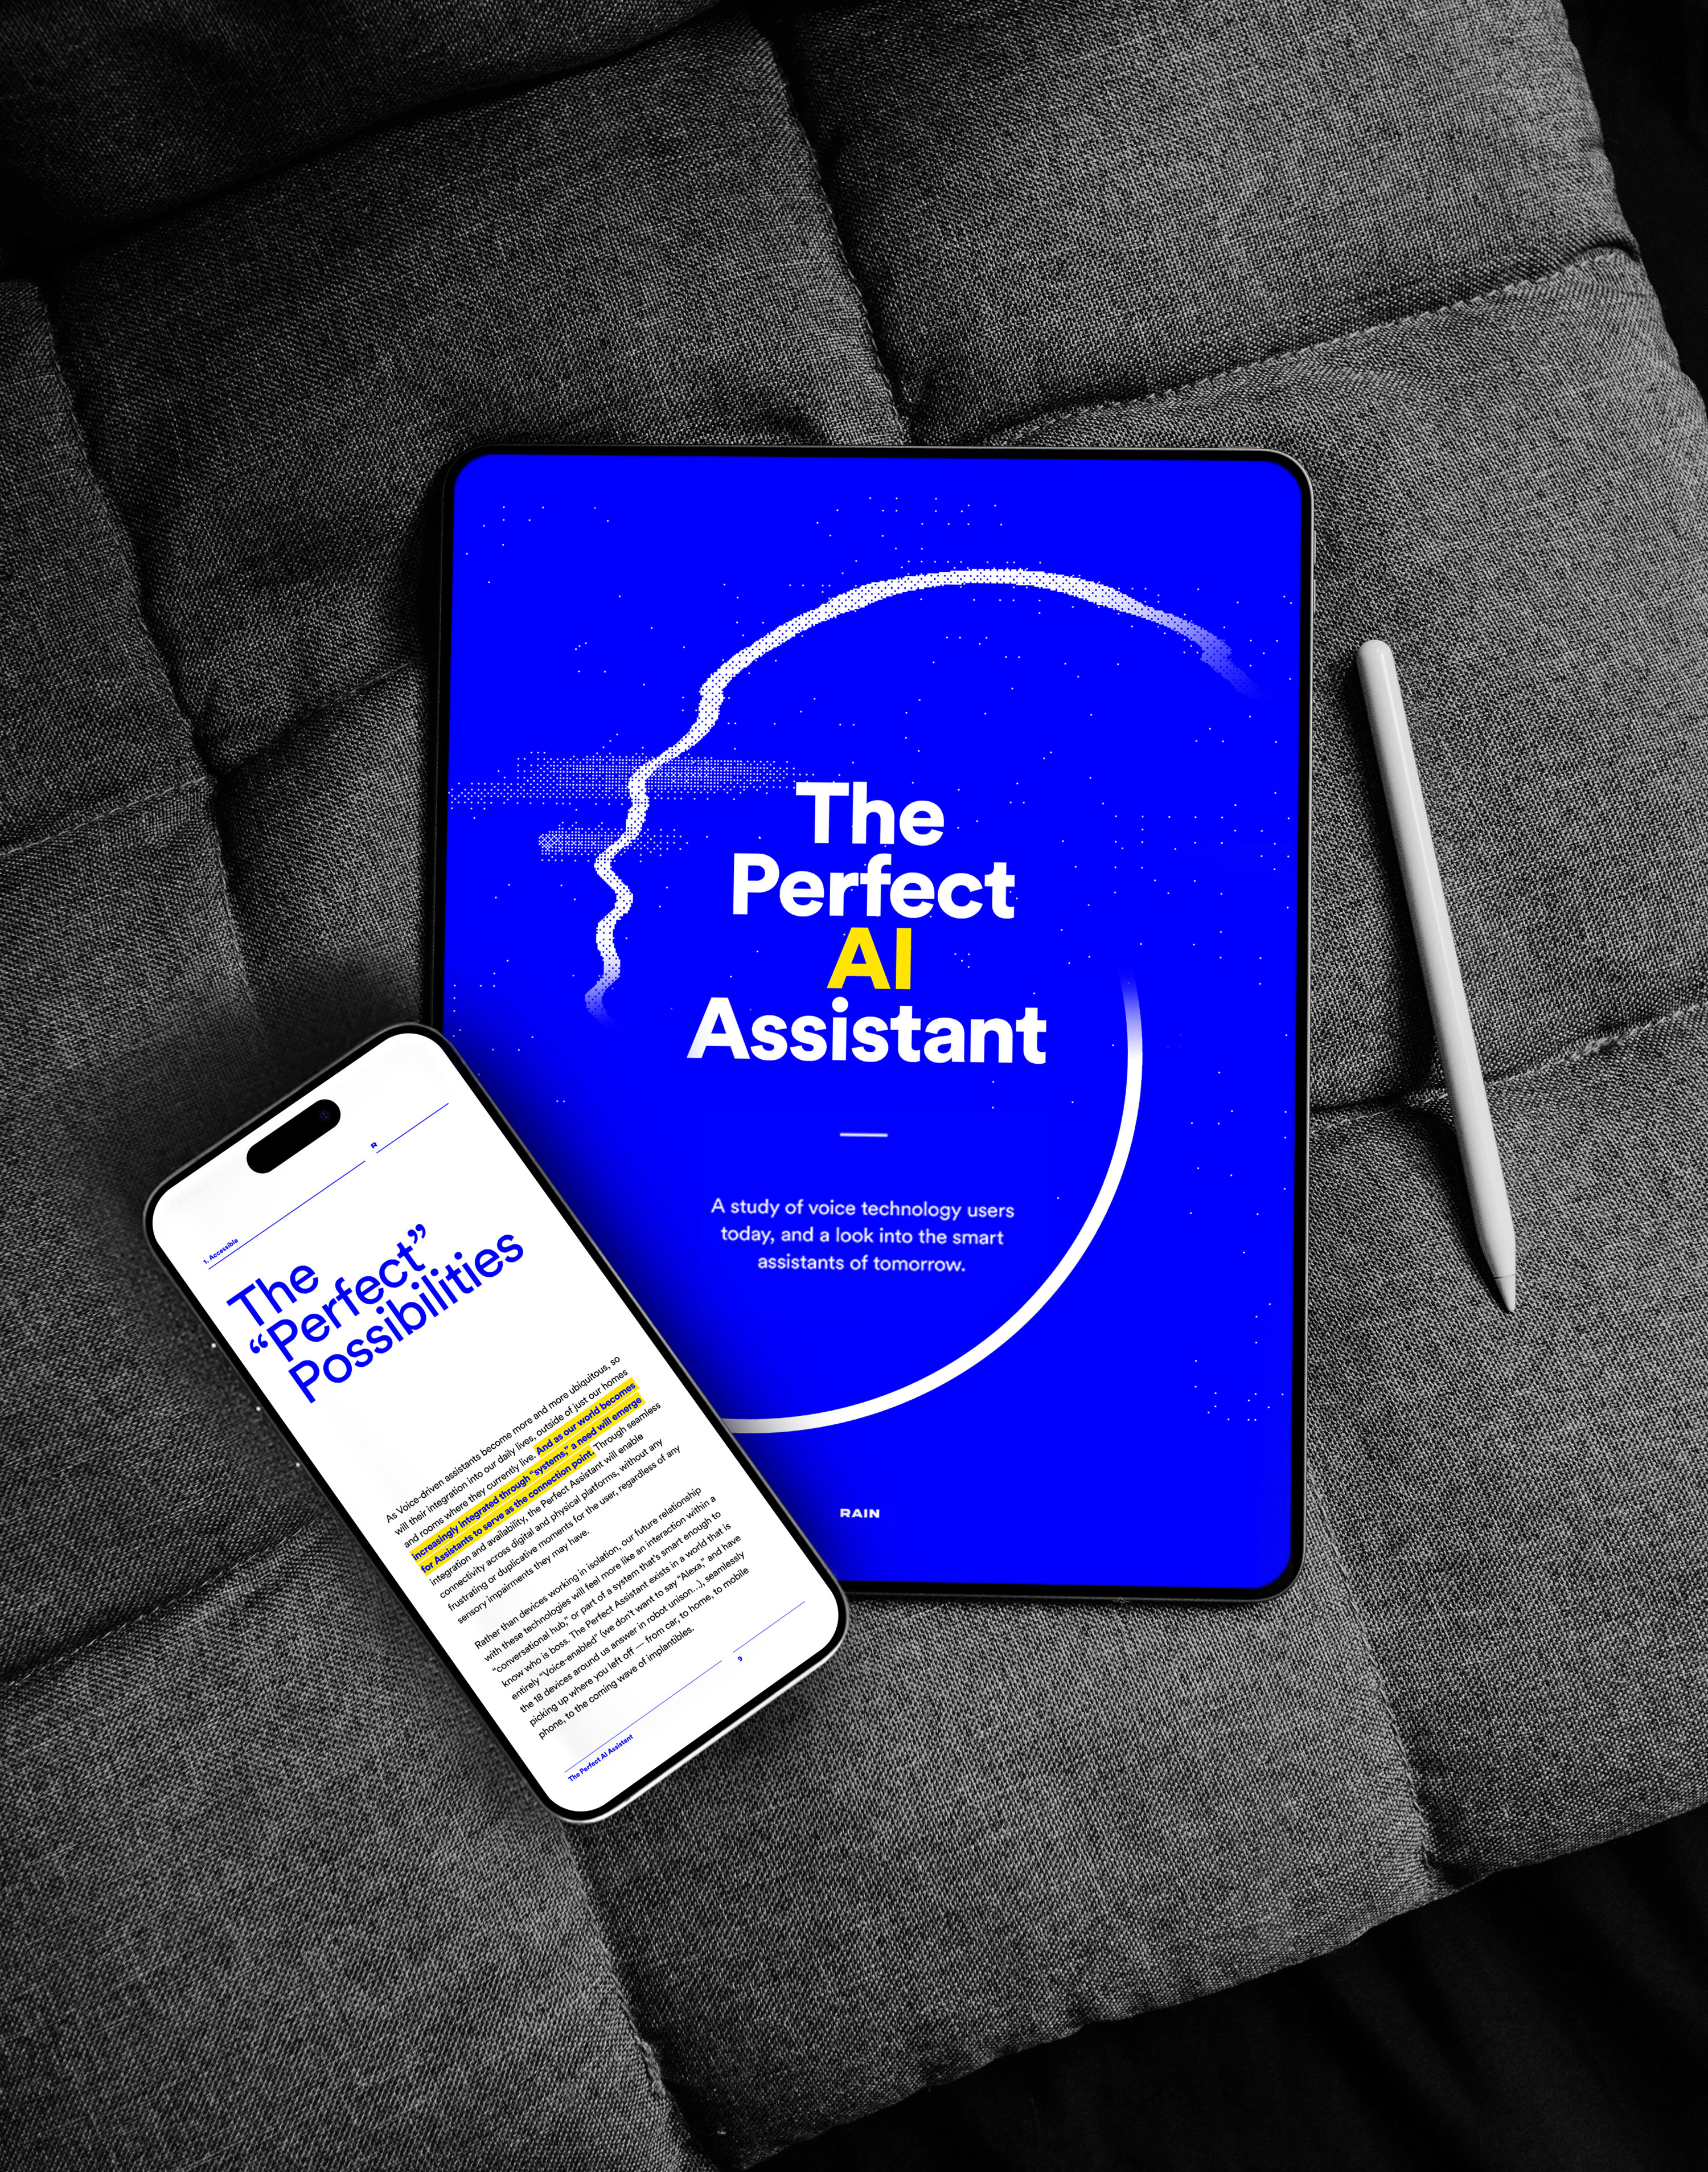 The
Perfect
AI
Assistant
A study of voice technology users
today, and a look into the smart
assistants of tomorrow.
RAIN
1. Accessible
R
The
“Perfect”
Possibilities
As Voice-driven assistants become more and more ubiquitous, so
will their integration into our daily lives, outside of just our homes
and rooms where they currently live. And as our world becomes
increasingly integrated through “systems,” a need will emerge
for Assistants to serve as the connection point. Through seamless
integration and availability, the Perfect Assistant will enable
connectivity across digital and physical platforms, without any
frustrating or duplicative moments for the user, regardless of any
sensory impairments they may have.
Rather than devices working in isolation, our future relationship
with these technologies will feel more like an interaction within a
“conversational hub,” or part of a system that’s smart enough to
know who is boss. The Perfect Assistant exists in a world that is
entirely “Voice-enabled” (we don’t want to say “Alexa,” and have
the 18 devices around us answer in robot unison...), seamlessly
picking up where you left off — from car, to home, to mobile
phone, to the coming wave of implantibles.
The Perfect AI Assistant
9